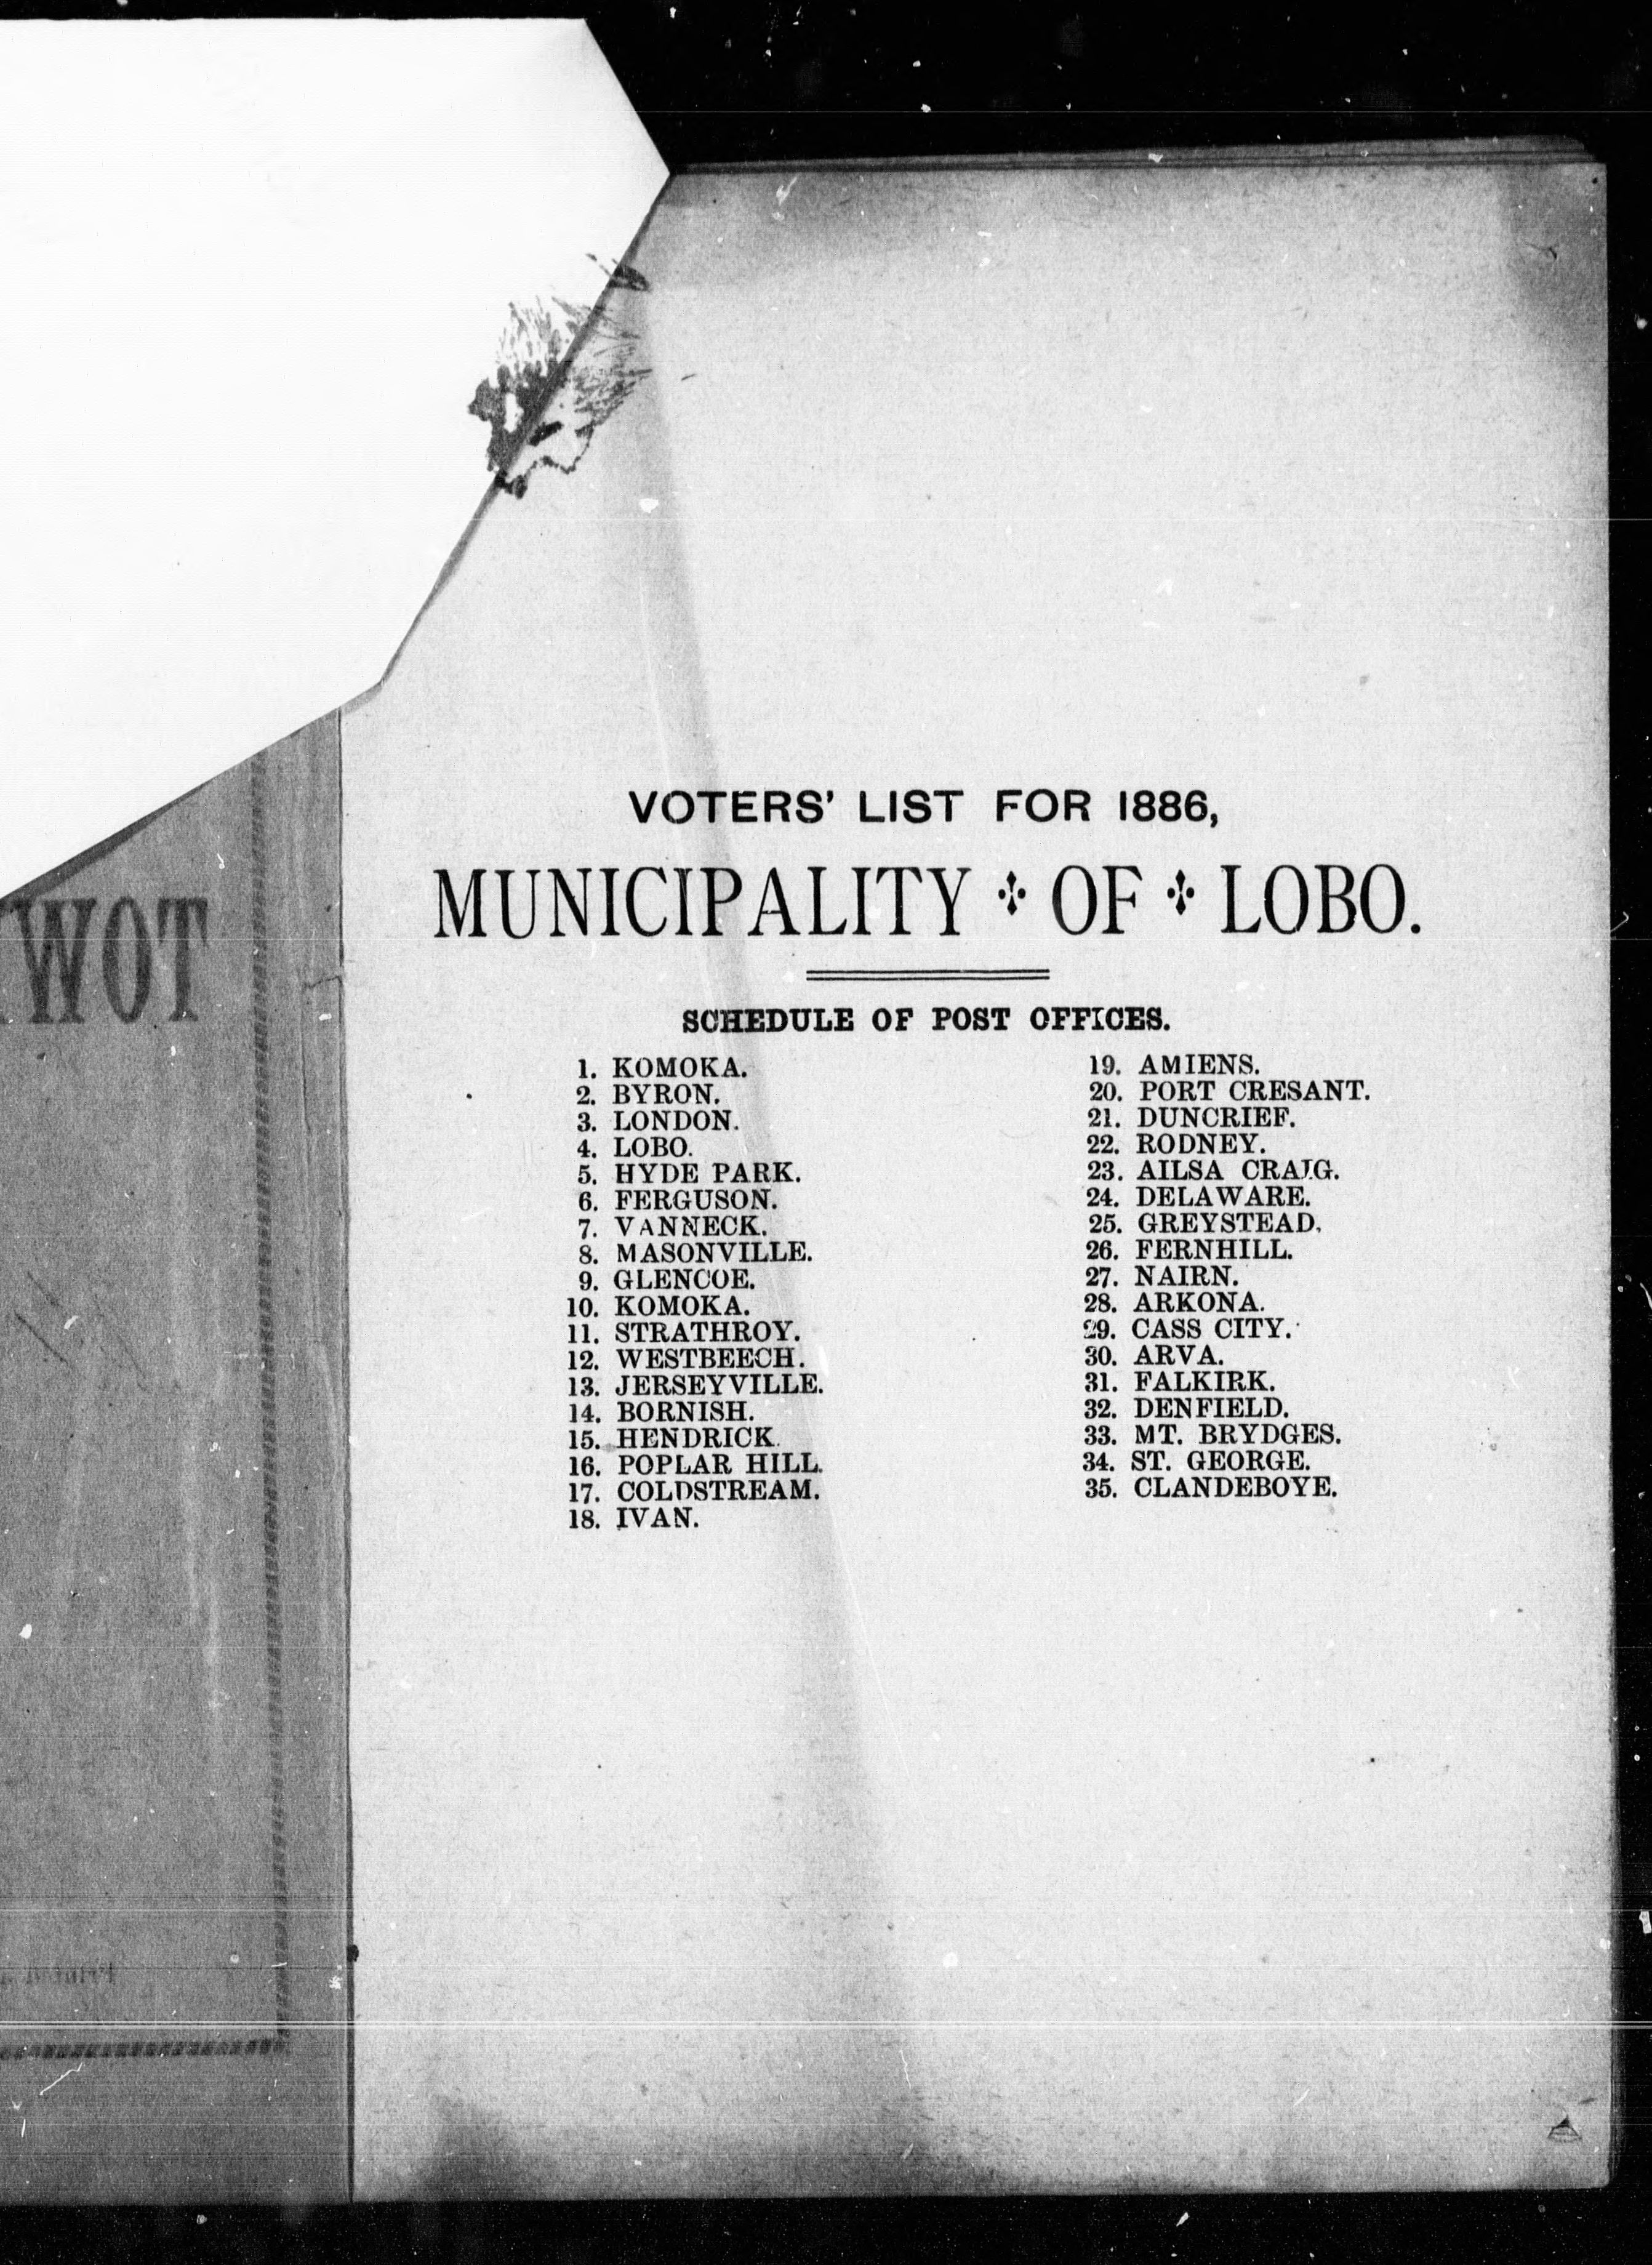 VOTERS' LIST FOR 1886,
MUNICIPALITY OF LOBO.
SCHEDULE OF POST OFFICES.
1. KOMOKA.
2. BYRON.
3. LONDON.
4. LOBO.
5. HYDE PARK.
6. FERGUSON.
7. VANNECK.
8. MASONVILLE.
9. GLENCOE.
10. KOMOKA.
11. STRATHROY.
12. WESTBEECH.
13. JERSEYVILLE.
14. BORNISH.
15. HENDRICK.
16. POPLAR HILL.
17. COLDSTREAM.
18. IVAN.
19. AMIENS.
20. PORT CRESANT.
21. DUNCRIEF.
22. RODNEY.
23. AILSA CRAIG.
24. DELAWARE.
25. GREYSTEAD.
26. FERNHILL.
27. NAIRN.
28. ARKONA.
29. CASS CITY.
30. ARVA.
31. FALKIRK.
32. DENFIELD.
33. MT. BRYDGES.
34. ST. GEORGE.
35. CLANDEBOYE.